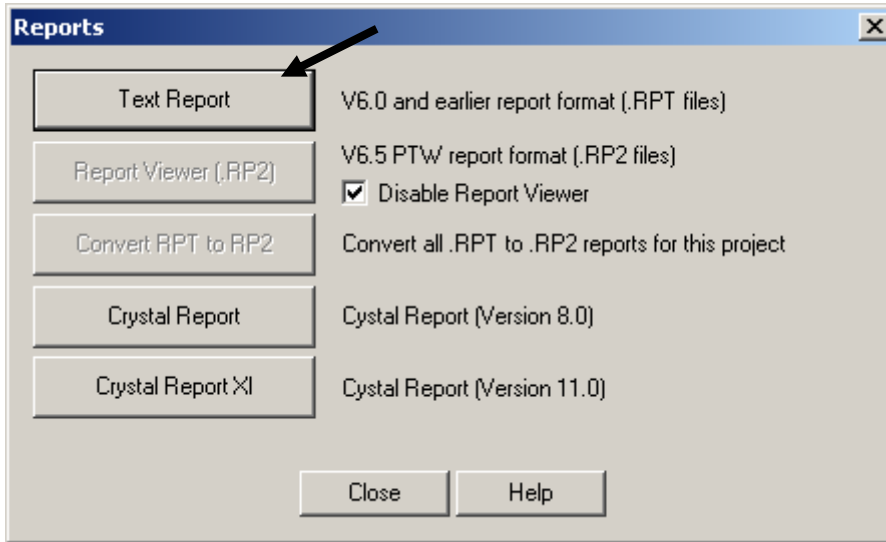 Reports
Text Report
V6.0 and earlier report format (.RPT files)
Report Viewer (.RP2)
V6.5 PTW report format (.RP2 files)
Disable Report Viewer
Convert RPT to RP2
Convert all .RPT to .RP2 reports for this project
Crystal Report
Cystal Report (Version 8.0)
Crystal Report XI
Cystal Report (Version 11.0)
Close
Help